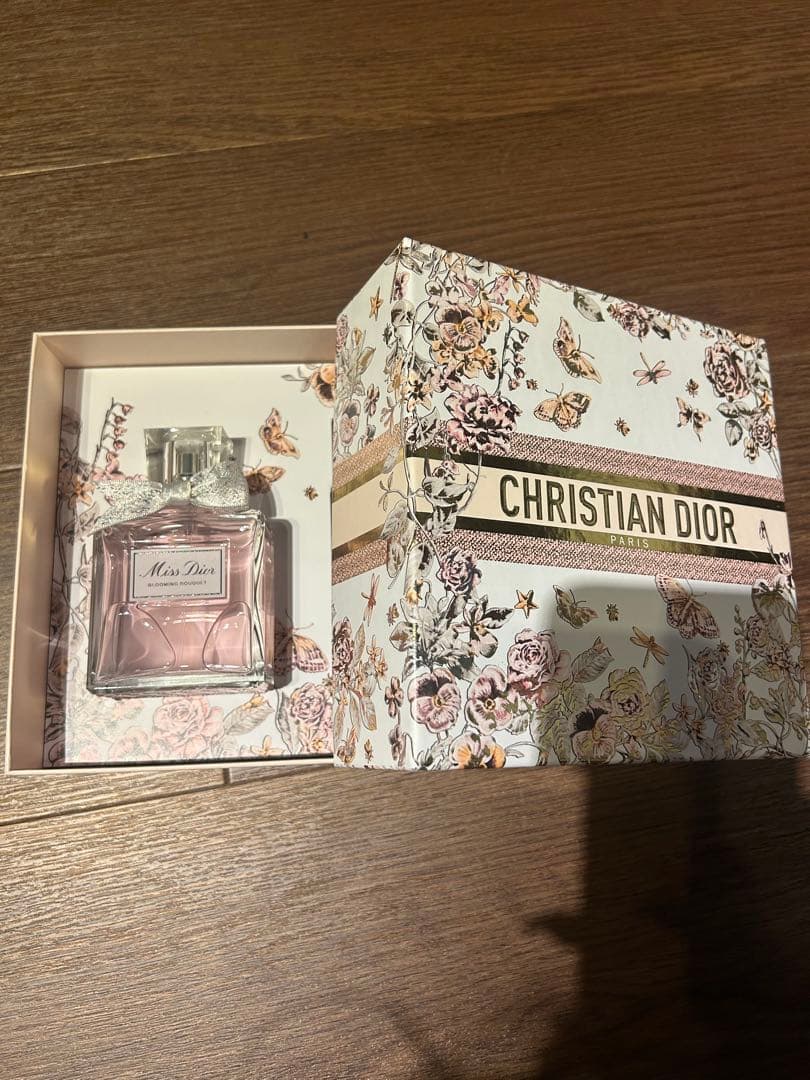 Miss Dior
BLOOMING BOUQUET
CHRISTIAN DIOR
PARIS